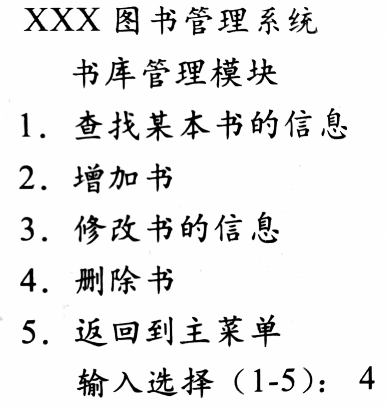 XXX 图书管理系统
书库管理模块
1. 查找某本书的信息
2. 增加书
3. 修改书的信息
4. 删除书
5. 返回到主菜单
输入选择（1-5）： 4